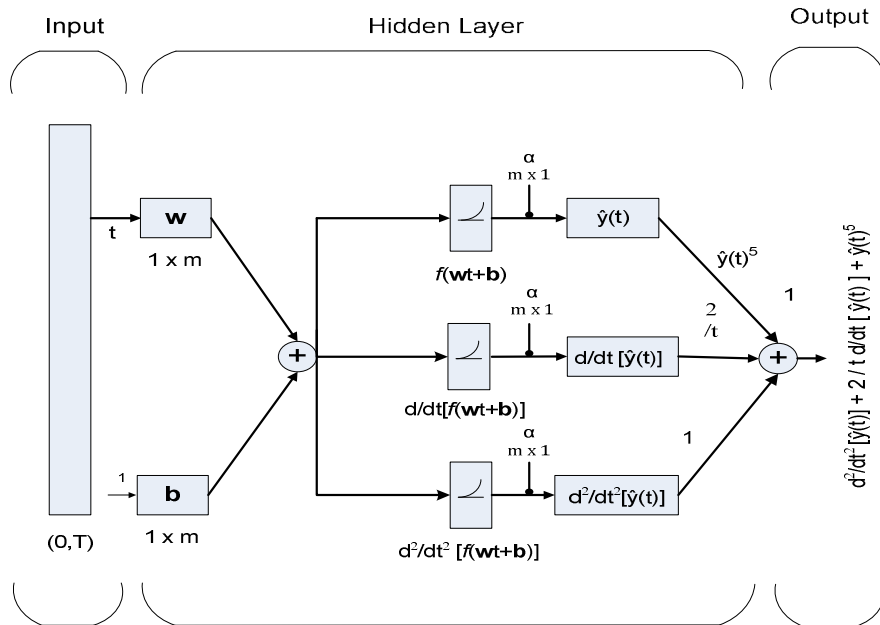 Input
Hidden Layer
Output
t
w
1 x m
1
b
1 x m
(0,T)
+
α
m x 1
f(wt+b)
ŷ(t)
α
m x 1
d/dt[f(wt+b)]
d/dt [ŷ(t)]
α
m x 1
d²/dt² [f(wt+b)]
d²/dt²[ŷ(t)]
ŷ(t)⁵
1
2
/t
1
+
d²/dt² [ŷ(t)] + 2 / t d/dt [ ŷ(t) ] + ŷ(t)⁵